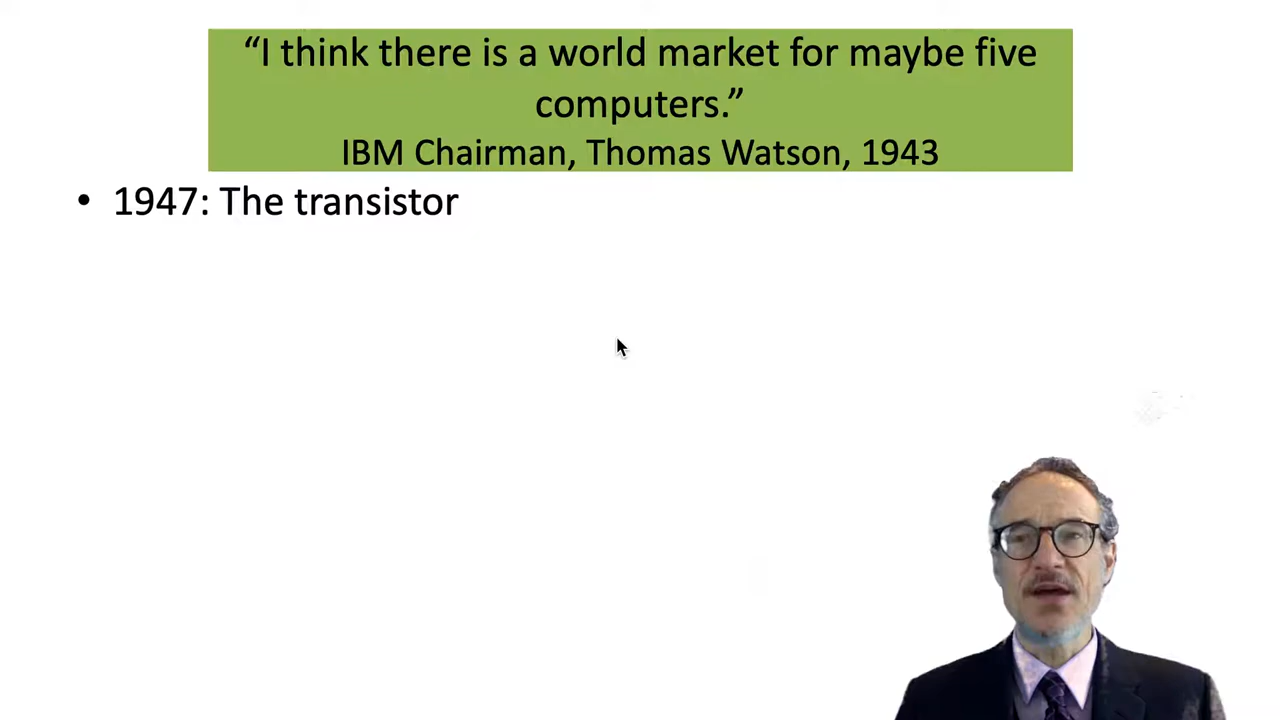 “I think there is a world market for maybe five
computers.”
IBM Chairman, Thomas Watson, 1943
• 1947: The transistor